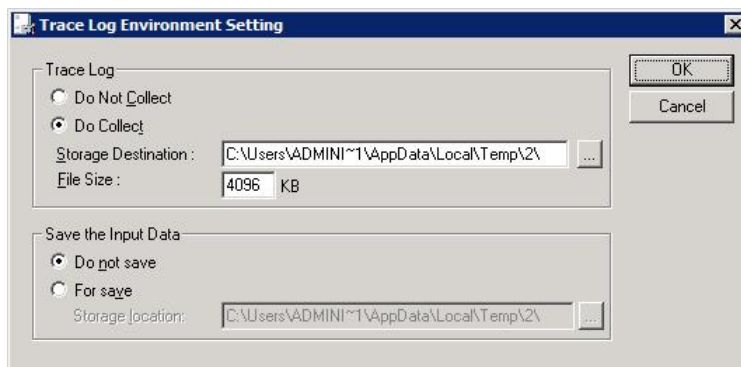 Trace Log Environment Setting
Trace Log
Do Not Collect
Do Collect
Storage Destination : C:\Users\ADMINI~1\AppData\Local\Temp\2\ ...
File Size : 4096 KB
Save the Input Data
Do not save
For save
Storage location: C:\Users\ADMINI~1\AppData\Local\Temp\2\ ...
OK
Cancel